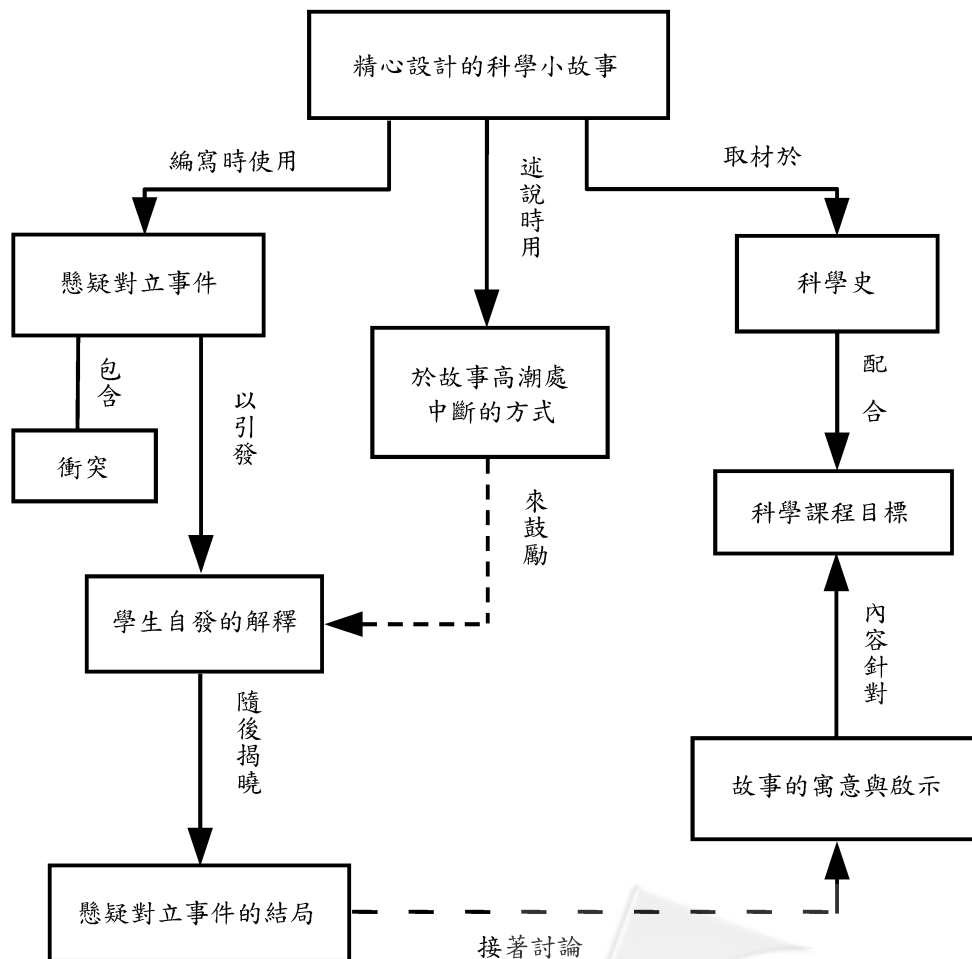 精心設計的科學小故事
編寫時使用
述說時用
取材於
懸疑對立事件
科學史
包含
以引發
於故事高潮處
中斷的方式
配合
衝突
來鼓勵
科學課程目標
學生自發的解釋
內容針對
隨後揭曉
故事的寓意與啟示
懸疑對立事件的結局
接著討論